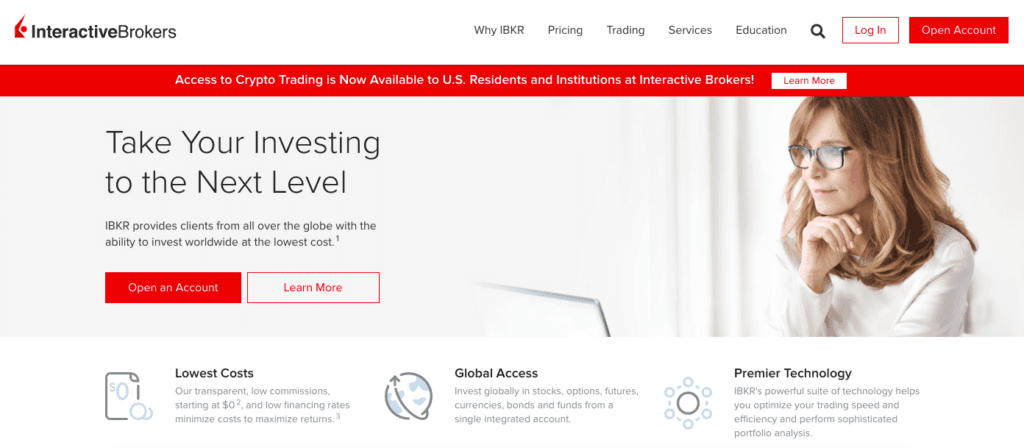 InteractiveBrokers
Why IBKR Pricing Trading Services Education Log In Open Account
Access to Crypto Trading is Now Available to U.S. Residents and Institutions at Interactive Brokers! Learn More
Take Your Investing
to the Next Level
IBKR provides clients from all over the globe with the
ability to invest worldwide at the lowest cost.1
Open an Account Learn More
$0
Lowest Costs
Our transparent, low commissions,
starting at $02, and low financing rates
minimize costs to maximize returns.3
Global Access
Invest globally in stocks, options, futures,
currencies, bonds and funds from a
single integrated account.
Premier Technology
IBKR's powerful suite of technology helps
you optimize your trading speed and
efficiency and perform sophisticated
portfolio analysis.